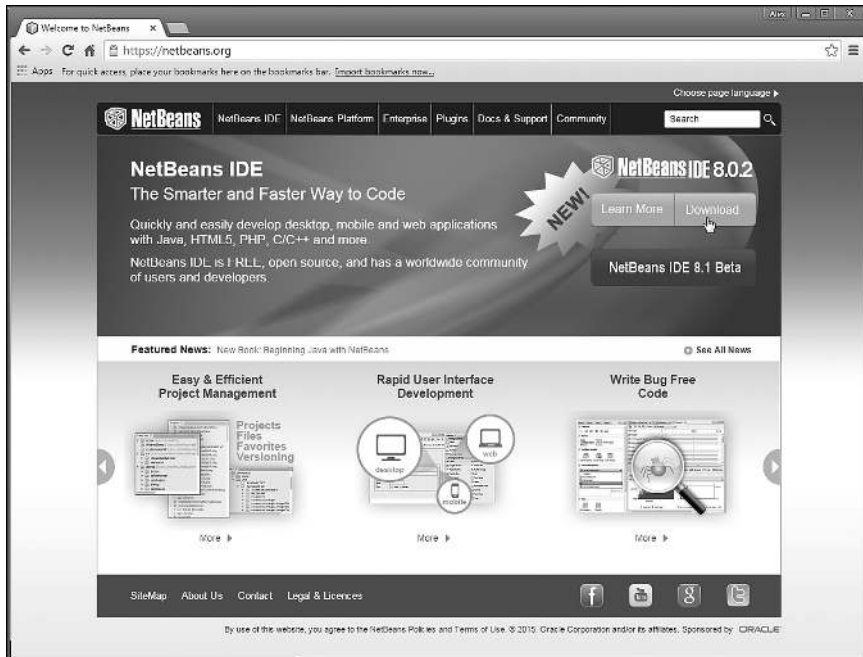 Alex
Welcome to NetBeans
https://netbeans.org
Apps For quick access, place your bookmarks here on the bookmarks bar. Import bookmarks now...
Choose page language
NetBeans NetBeans IDE NetBeans Platform Enterprise Plugins Docs & Support Community Search
NetBeans IDE
The Smarter and Faster Way to Code
Quickly and easily develop desktop, mobile and web applications
with Java, HTML5, PHP, C/C++ and more.
NetBeans IDE is FREE, open source, and has a worldwide community
of users and developers.
NEW!
NetBeans IDE 8.0.2
Learn More Download
NetBeans IDE 8.1 Beta
Featured News: New Book: Beginning Java with NetBeans
See All News
Easy & Efficient
Project Management
Projects
Files
Favorites
Versioning
More
Rapid User Interface
Development
desktop
web
mobile
More
Write Bug Free
Code
More
SiteMap About Us Contact Legal & Licences
By use of this website, you agree to the NetBeans Policies and Terms of Use. © 2015, Oracle Corporation and/or its affiliates. Sponsored by ORACLE